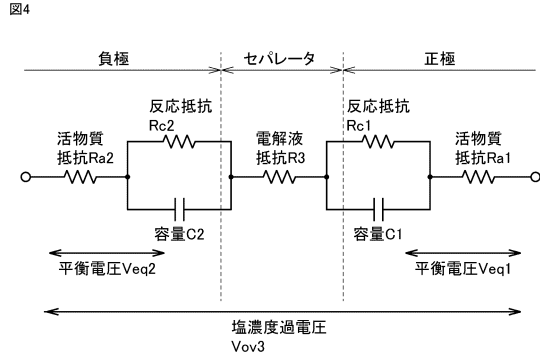 図4
負極
セパレータ
正極
反応抵抗
Rc2
反応抵抗
Rc1
活物質
抵抗Ra2
電解液
抵抗R3
活物質
抵抗Ra1
容量C2
容量C1
平衡電圧Veq2
平衡電圧Veq1
塩濃度過電圧
Vov3